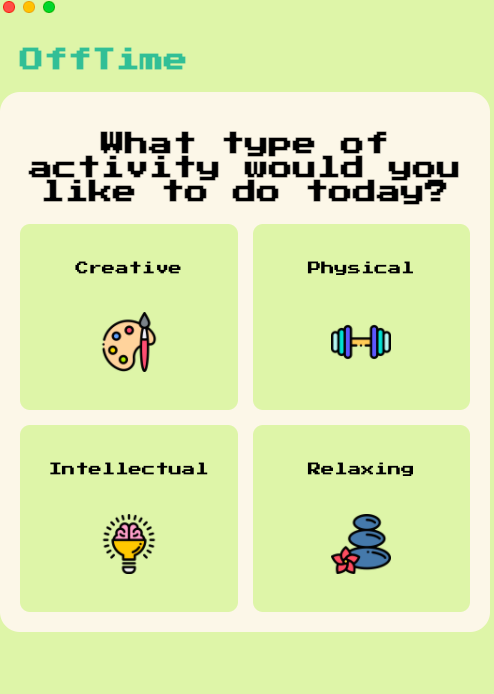 OffTime
What type of
activity would you
like to do today?
Creative
Physical
Intellectual
Relaxing